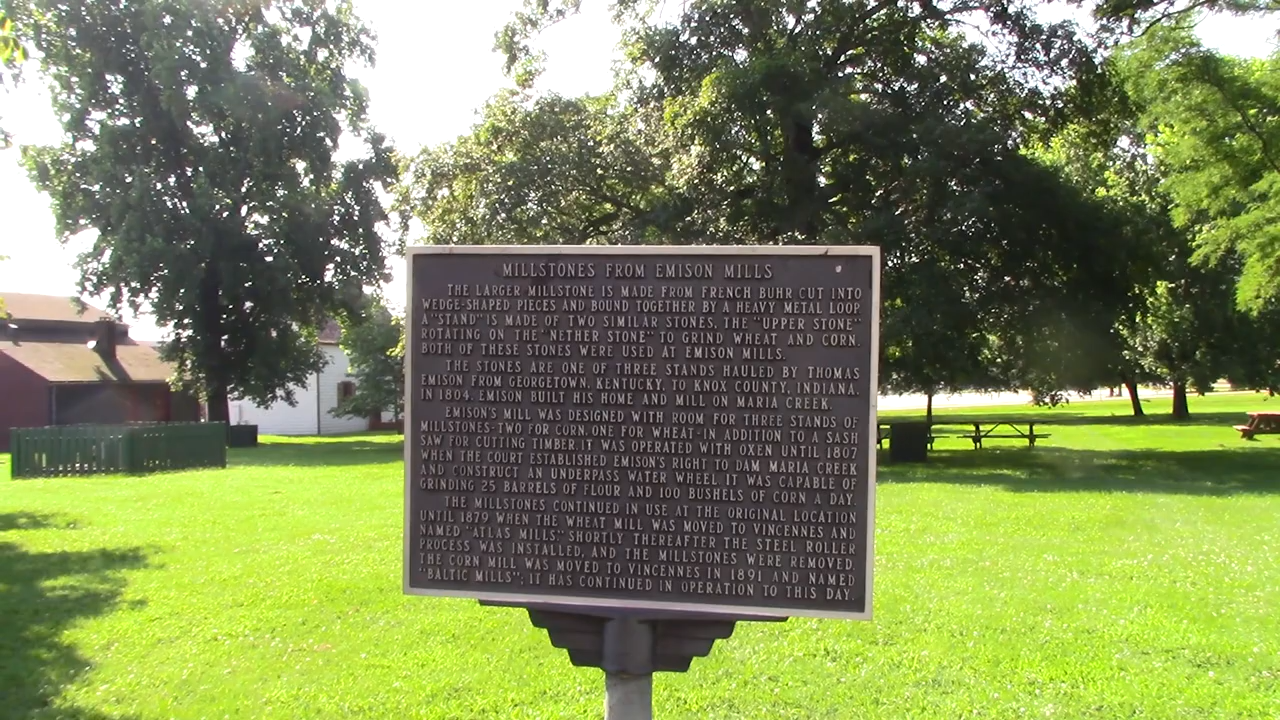 MILLSTONES FROM EMISON MILLS
THE LARGER MILLSTONE IS MADE FROM FRENCH BUHR CUT INTO
WEDGE-SHAPED PIECES AND BOUND TOGETHER BY A HEAVY METAL LOOP.
A "STAND" IS MADE OF TWO SIMILAR STONES, THE "UPPER STONE"
ROTATING ON THE "NETHER STONE" TO GRIND WHEAT AND CORN.
BOTH OF THESE STONES WERE USED AT EMISON MILLS.
THE STONES ARE ONE OF THREE STANDS HAULED BY THOMAS
EMISON FROM GEORGETOWN, KENTUCKY, TO KNOX COUNTY, INDIANA,
IN 1804. EMISON BUILT HIS HOME AND MILL ON MARIA CREEK.
EMISON'S MILL WAS DESIGNED WITH ROOM FOR THREE STANDS OF
MILLSTONES-TWO FOR CORN, ONE FOR WHEAT-IN ADDITION TO A SASH
SAW FOR CUTTING TIMBER. IT WAS OPERATED WITH OXEN UNTIL 1807
WHEN THE COURT ESTABLISHED EMISON'S RIGHT TO DAM MARIA CREEK
AND CONSTRUCT AN UNDERPASS WATER WHEEL. IT WAS CAPABLE OF
GRINDING 25 BARRELS OF FLOUR AND 100 BUSHELS OF CORN A DAY.
THE MILLSTONES CONTINUED IN USE AT THE ORIGINAL LOCATION
UNTIL 1879 WHEN THE WHEAT MILL WAS MOVED TO VINCENNES AND
NAMED "ATLAS MILLS". SHORTLY THEREAFTER THE STEEL ROLLER
PROCESS WAS INSTALLED, AND THE MILLSTONES WERE REMOVED.
THE CORN MILL WAS MOVED TO VINCENNES IN 1891 AND NAMED
"BALTIC MILLS"; IT HAS CONTINUED IN OPERATION TO THIS DAY.